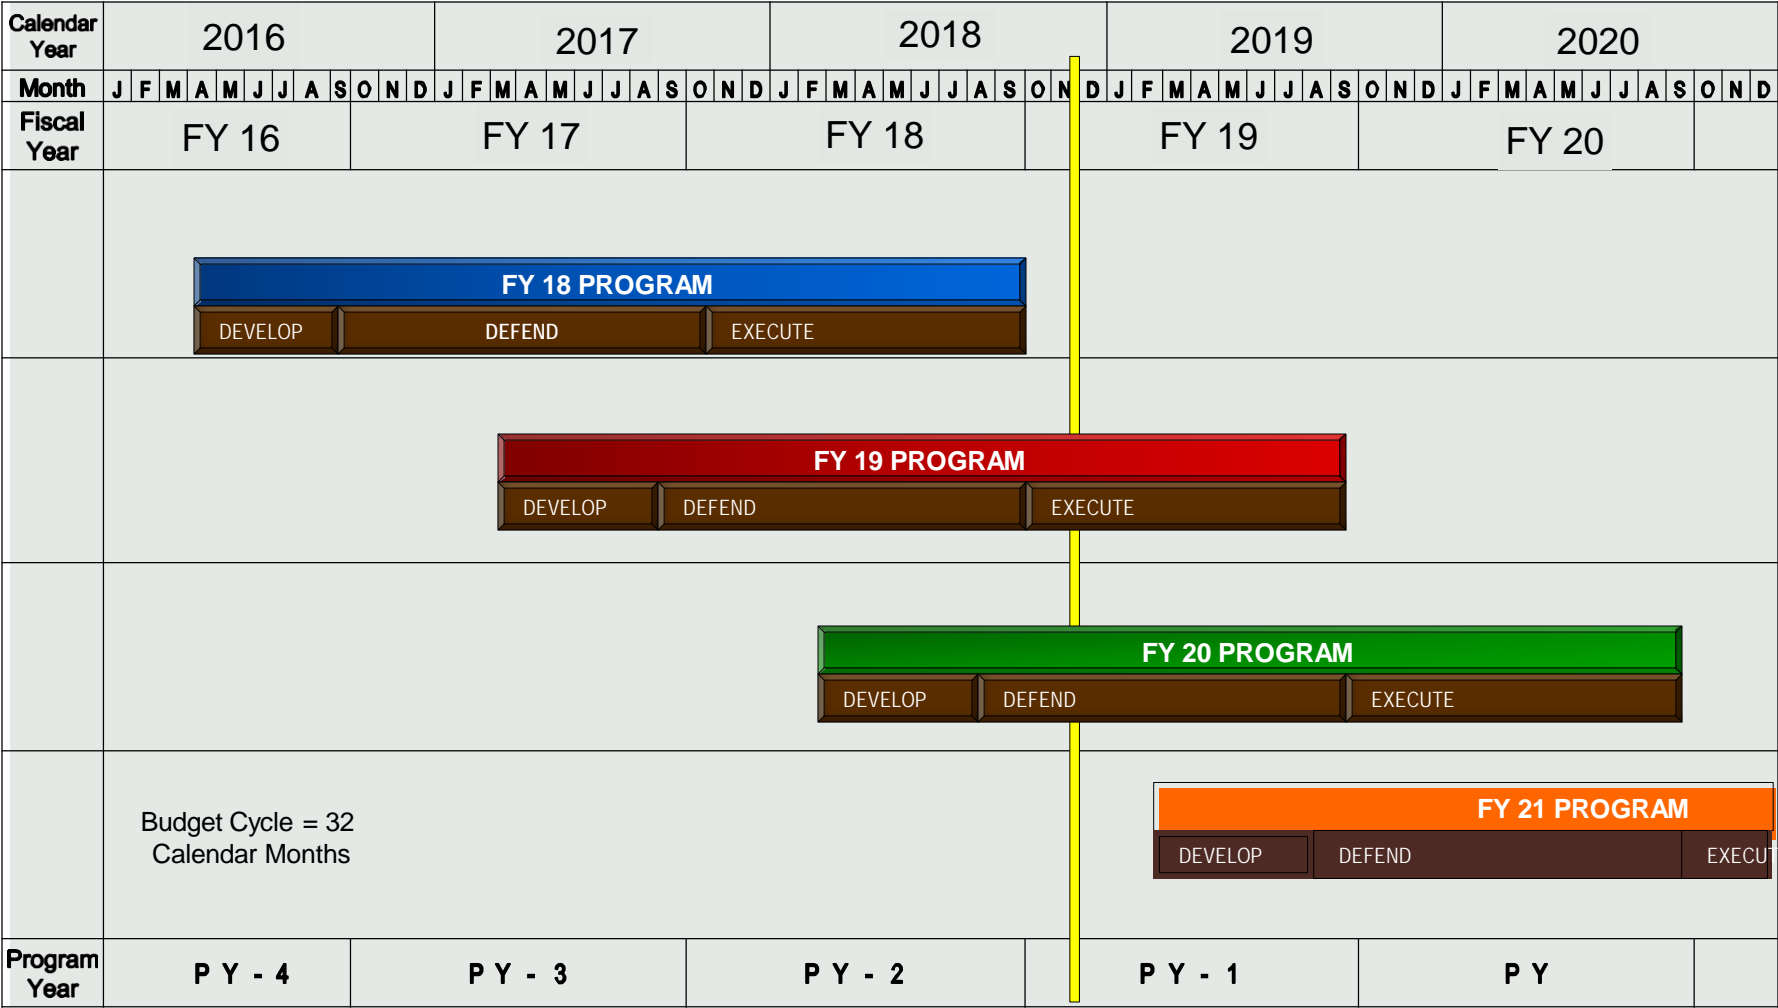 Calendar
Year
2016 2017 2018 2019 2020
Month J F M A M J J A S O N D J F M A M J J A S O N D J F M A M J J A S O N D J F M A M J J A S O N D J F M A M J J A S O N D
Fiscal
Year
FY 16 FY 17 FY 18 FY 19 FY 20
FY 18 PROGRAM
DEVELOP DEFEND EXECUTE
FY 19 PROGRAM
DEVELOP DEFEND EXECUTE
FY 20 PROGRAM
DEVELOP DEFEND EXECUTE
FY 21 PROGRAM
DEVELOP DEFEND EXECUT
Budget Cycle = 32
Calendar Months
Program
Year
P Y - 4 P Y - 3 P Y - 2 P Y - 1 P Y